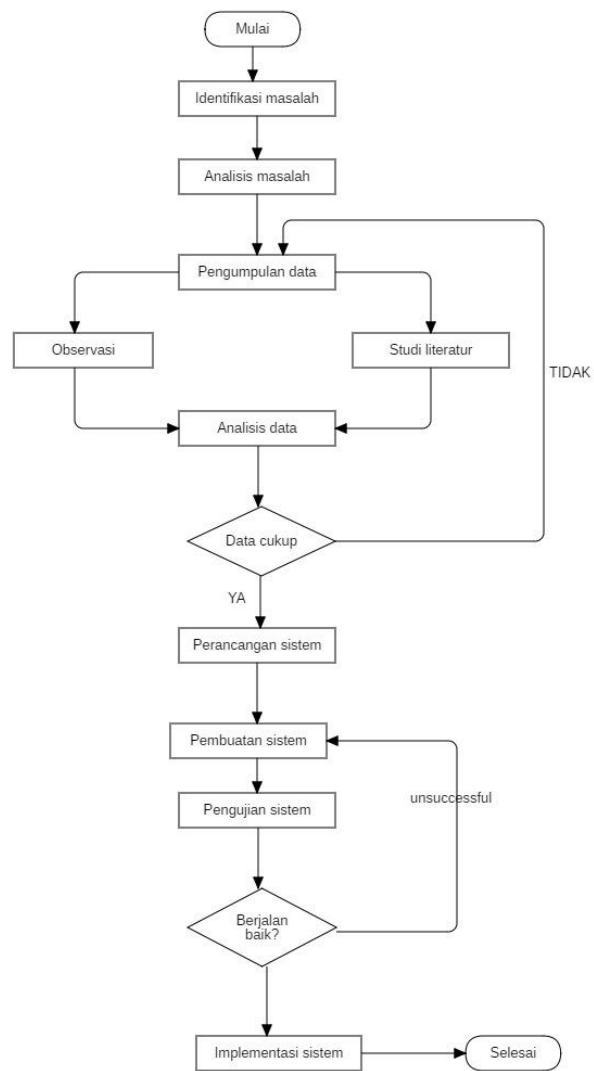 Mulai
Identifikasi masalah
Analisis masalah
Pengumpulan data
Observasi
Studi literatur
TIDAK
Analisis data
Data cukup
YA
Perancangan sistem
Pembuatan sistem
unsuccessful
Pengujian sistem
Berjalan
baik?
Implementasi sistem
Selesai